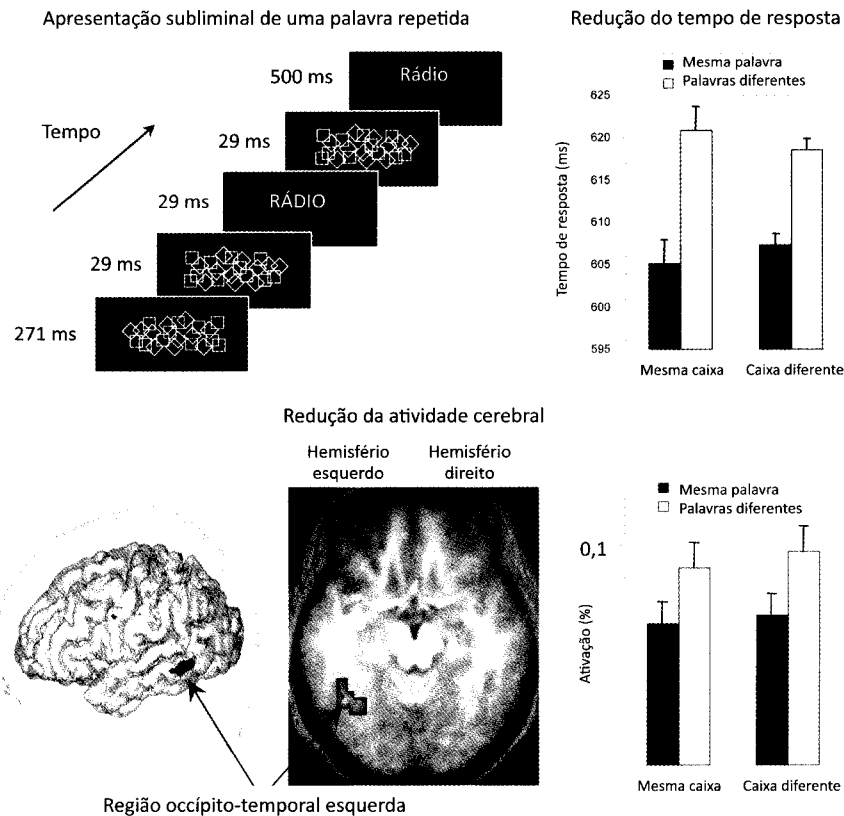 Apresentação subliminal de uma palavra repetida
500 ms
Rádio
Tempo
29 ms
29 ms
RÁDIO
29 ms
271 ms
Redução do tempo de resposta
Mesma palavra
Palavras diferentes
Tempo de resposta (ms)
625
620
615
610
605
600
595
Mesma caixa
Caixa diferente
Redução da atividade cerebral
Hemisfério
esquerdo
Hemisfério
direito
Região occípito-temporal esquerda
Mesma palavra
Palavras diferentes
0,1
Ativação (%)
Mesma caixa
Caixa diferente